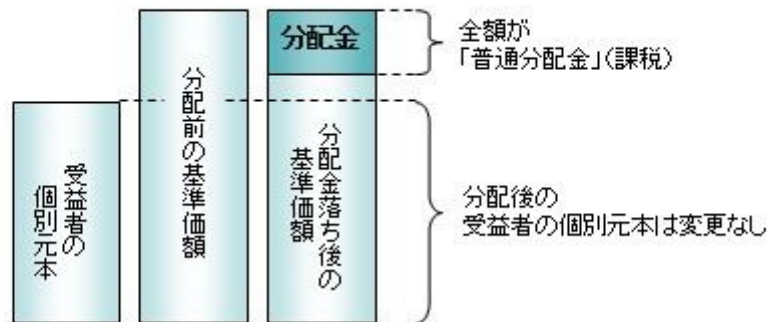 受益者の
個別元本
分配前の基準価額
分配金
分配金落ち後の
基準価額
全額が
「普通分配金」(課税)
分配後の
受益者の個別元本は変更なし